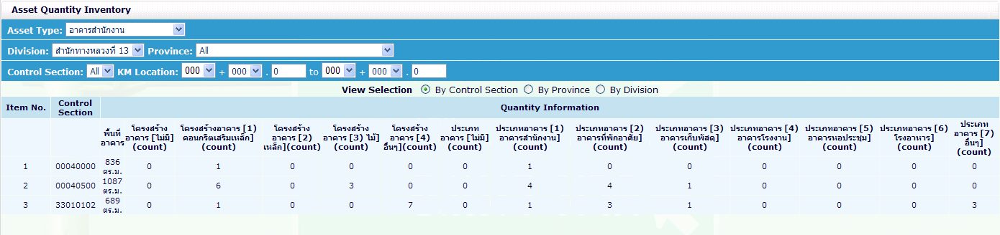 Asset Quantity Inventory
Asset Type: อาคารสำนักงาน
Division: สำนักทางหลวงที่ 13 Province: All
Control Section: All KM Location: 000 + 000 . 0 to 000 + 000 . 0
View Selection By Control Section By Province By Division
Item No. Control Section Quantity Information
พื้นที่อาคาร โครงสร้างอาคาร [ไม่มี] (count) โครงสร้างอาคาร [1) คอนกรีตเสริมเหล็ก] (count) โครงสร้างอาคาร [2) เหล็ก](count) โครงสร้างอาคาร [3) ไม้] (count) โครงสร้างอาคาร [4) อื่นๆ](count) ประเภทอาคาร [ไม่มี] (count) ประเภทอาคาร [1) อาคารสำนักงาน] (count) ประเภทอาคาร [2) อาคารที่พักอาศัย] (count) ประเภทอาคาร [3) อาคารเก็บพัสดุ] (count) ประเภทอาคาร [4) อาคารโรงงาน] (count) ประเภทอาคาร [5) อาคารหอประชุม] (count) ประเภทอาคาร [6) โรงอาหาร] (count) ประเภทอาคาร [7) อื่นๆ] (count)
1 00040000 836 ตร.ม. 0 1 0 0 0 0 1 0 0 0 0 0 0
2 00040500 1087 ตร.ม. 0 6 0 3 0 0 4 4 1 0 0 0 0
3 33010102 689 ตร.ม. 0 1 0 0 7 0 1 3 1 0 0 0 3